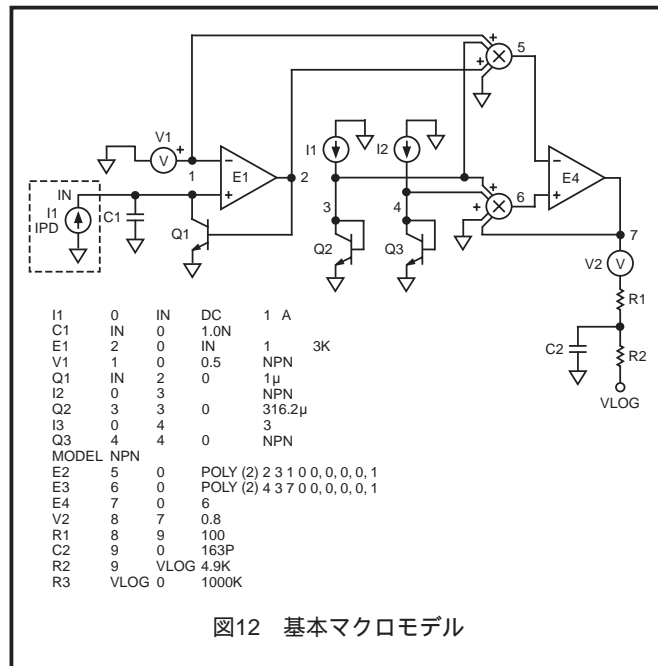 5
V1
+
V
1
−
E1
2
+
I1
I2
+
+
−
E4
+
+
6
+
7
IN
I1
IPD
C1
Q1
3
4
Q2
Q3
V
V2
R1
C2
R2
VLOG
I1 0 IN DC 1 A
C1 IN 0 1.0N
E1 2 0 IN 1 3K
V1 1 0 0.5 NPN
Q1 IN 2 0 1µ
I2 0 3 NPN
Q2 3 3 0 316.2µ
I3 0 4 3
Q3 4 4 0 NPN
MODEL NPN
E2 5 0 POLY (2) 2 3 1 0 0, 0, 0, 0, 1
E3 6 0 POLY (2) 4 3 7 0 0, 0, 0, 0, 1
E4 7 0 6
V2 8 7 0.8
R1 8 9 100
C2 9 0 163P
R2 9 VLOG 4.9K
R3 VLOG 0 1000K
図12 基本マクロモデル